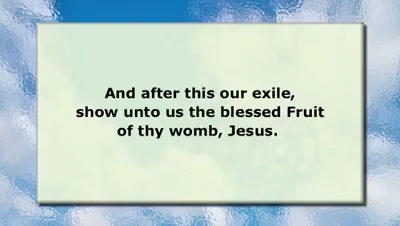 And after this our exile,
show unto us the blessed Fruit
of thy womb, Jesus.